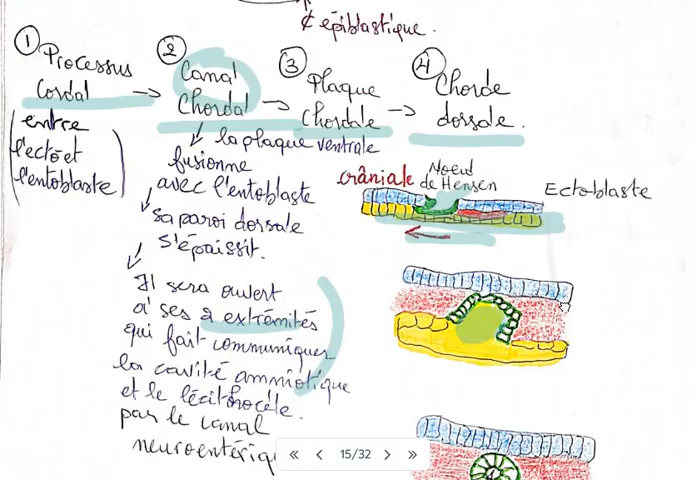 ¢ épiblastique.
① Processus Cordal → ② Canal Chordal → ③ Plaque Chordale → ④ Chorde dorsale.
(entre l'ecto et l'entoblaste)
la plaque ventrale
fusionne
avec l'entoblaste
sa paroi dorsale
s'épaissit.
Il sera ouvert
à ses 2 extrémités
qui fait communiquer
la cavité ammiotique
et le lécithocèle.
par le canal
neuroentériq
crâniale
Noeud
de Hensen
Ectoblaste
« < 15/32 > »